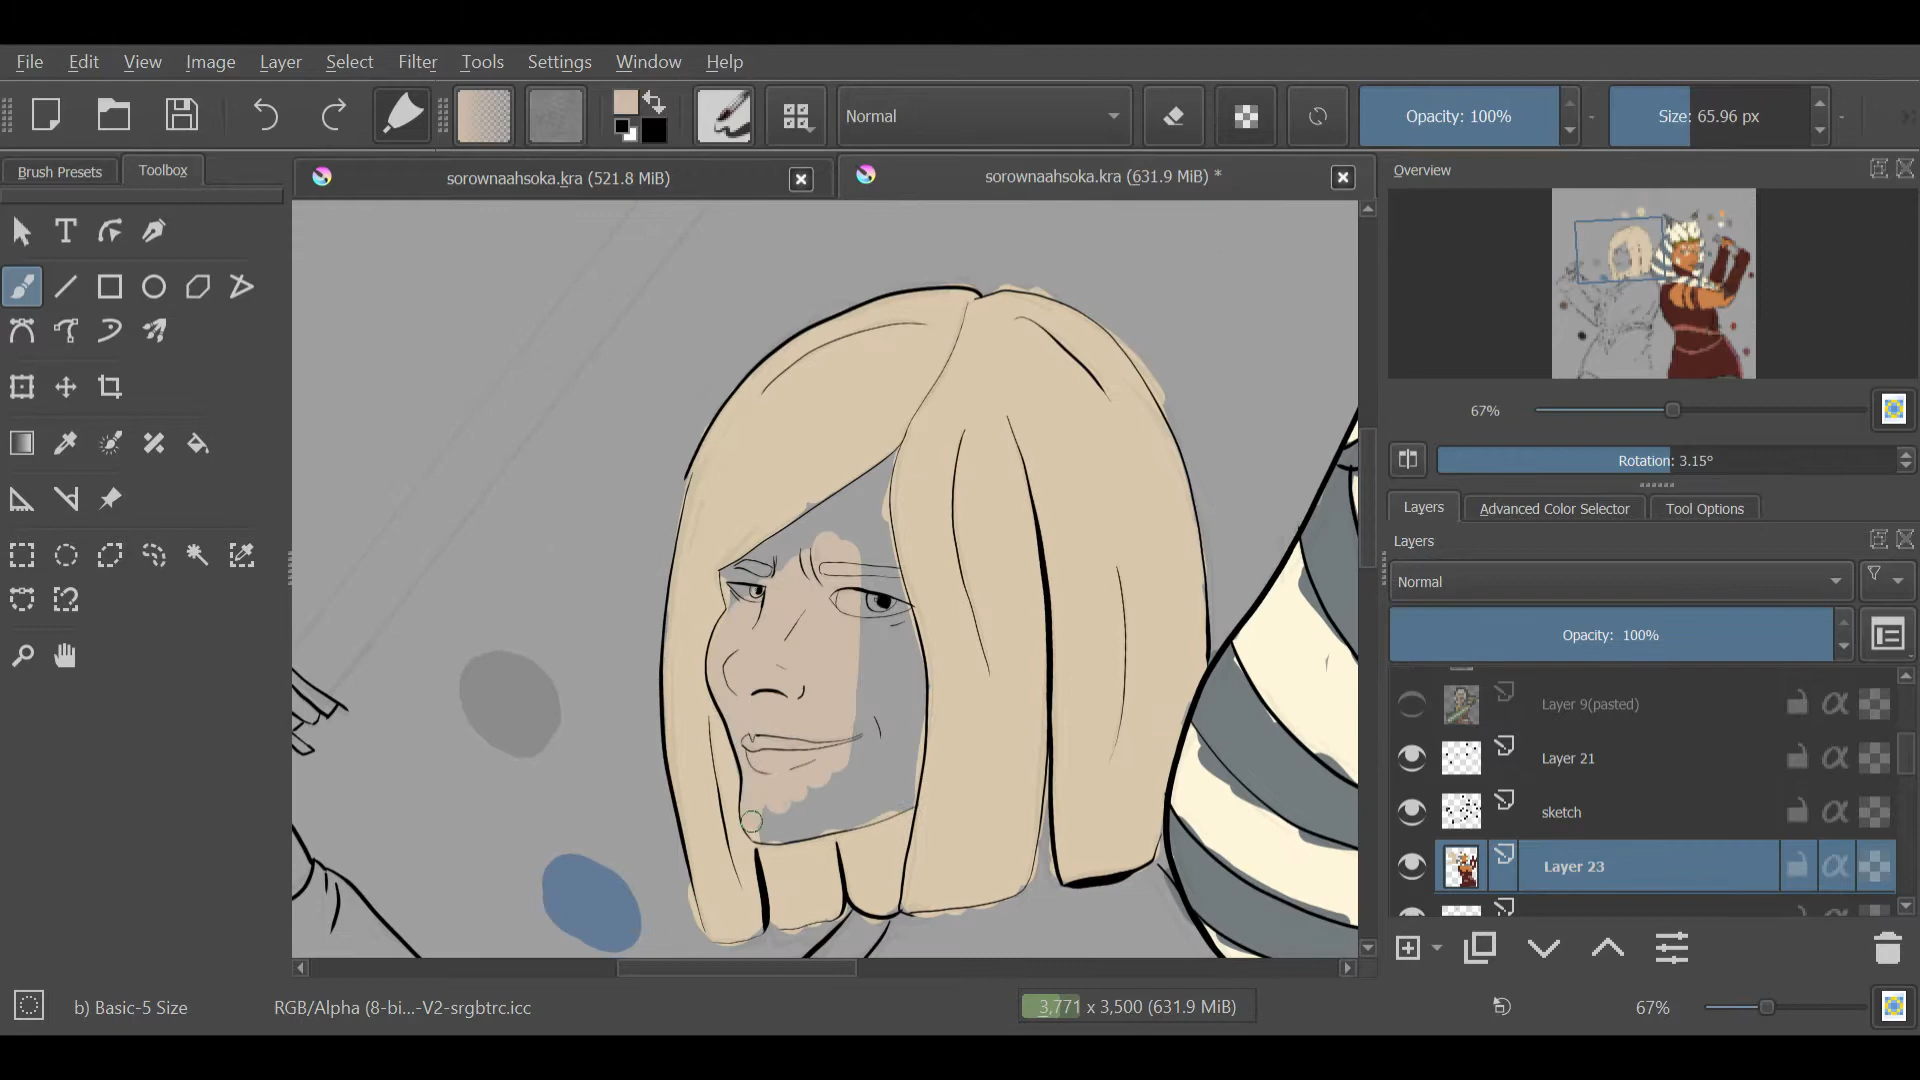 File Edit View Image Layer Select Filter Tools Settings Window Help
Normal Opacity: 100% Size: 65.96 px
Brush Presets Toolbox sorownaahsoka.kra (521.8 MiB) sorownaahsoka.kra (631.9 MiB) * Overview
67%
Rotation: 3.15°
Layers Advanced Color Selector Tool Options
Layers
Normal
Opacity: 100%
Layer 9(pasted)
Layer 21
sketch
Layer 23
b) Basic-5 Size RGB/Alpha (8-bi...-V2-srgbtrc.icc 3,771 x 3,500 (631.9 MiB) 67%